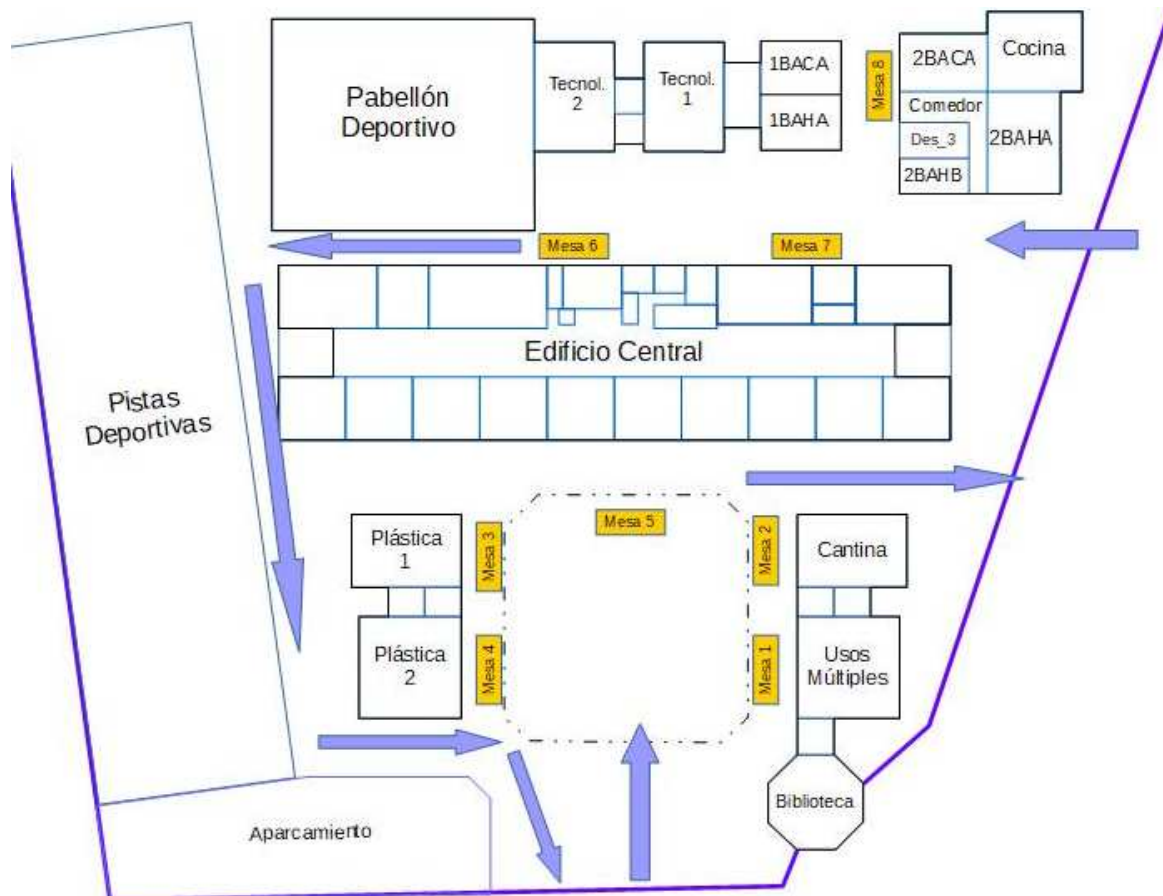 Pabellón
Deportivo
Tecnol.
2
Tecnol.
1
1BACA
1BAHA
Mesa 8
2BACA
Cocina
Comedor
Des_3
2BAHA
2BAHB
Mesa 6
Mesa 7
Edificio Central
Pistas
Deportivas
Plástica
1
Mesa 3
Mesa 5
Mesa 2
Cantina
Plástica
2
Mesa 4
Mesa 1
Usos
Múltiples
Biblioteca
Aparcamiento